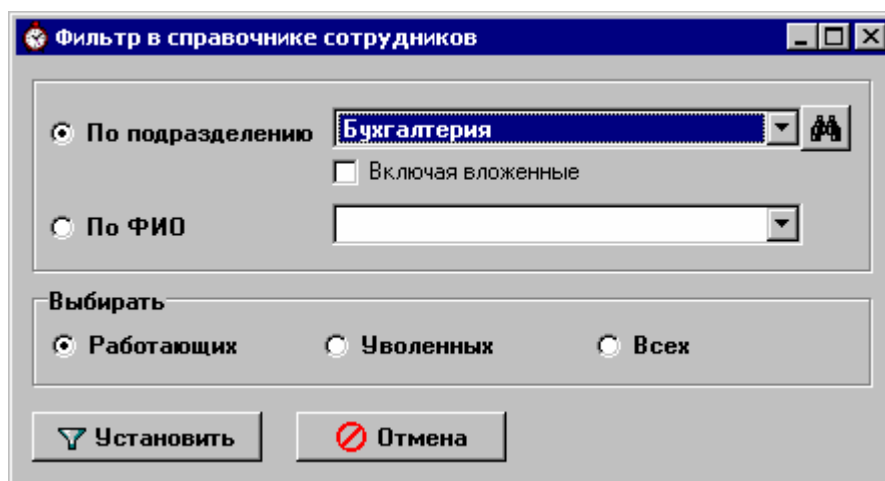 Фильтр в справочнике сотрудников
По подразделению Бухгалтерия
Включая вложенные
По ФИО
Выбирать
Работающих Уволенных Всех
Установить Отмена